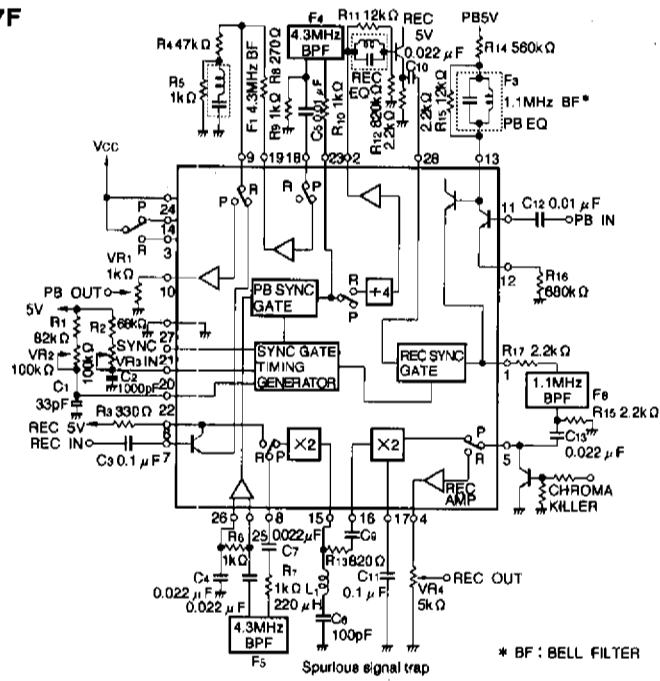 7F
R4 47kΩ
R5
1kΩ
F1 4.3MHz BF
R8 270Ω
R9 1kΩ
C5 0.01μF
F4
4.3MHz
BPF
R10 1kΩ
R11 12kΩ
REC
EQ
R12 820kΩ
2.2kΩ
REC
5V
0.022μF
C10
2.2kΩ
PB5V
R14 560kΩ
R15 12kΩ
F3
1.1MHz BF*
PB EQ
9
19
18
23
2
28
13
Vcc
P
R
24
14
3
R
P
R
P
11
C12 0.01μF
PB IN
12
R16
680kΩ
VR1
1kΩ
PB OUT
10
PB SYNC
GATE
R
P
÷4
5V
R1
82kΩ
R2
68kΩ
27
SYNC
VR3 IN
21
VR2
100kΩ
100kΩ
C2
1000pF
20
C1
33pF
22
SYNC GATE
TIMING
GENERATOR
REC SYNC
GATE
1
R17 2.2kΩ
1.1MHz
BPF
F6
R15 2.2kΩ
C13
0.022μF
REC 5V
R3 330Ω
REC IN
C3 0.1μF
7
R
P
X2
X2
P
R
5
REC
AMP
CHROMA
KILLER
26
25
8
15
16
17
4
R6
1kΩ
C4
0.022μF
0.022μF
0.022μF
C7
R7
1kΩ
L1
220μH
C9
R13 820Ω
C11
0.1μF
C6
100pF
VR4
5kΩ
REC OUT
4.3MHz
BPF
F5
Spurious signal trap
* BF : BELL FILTER